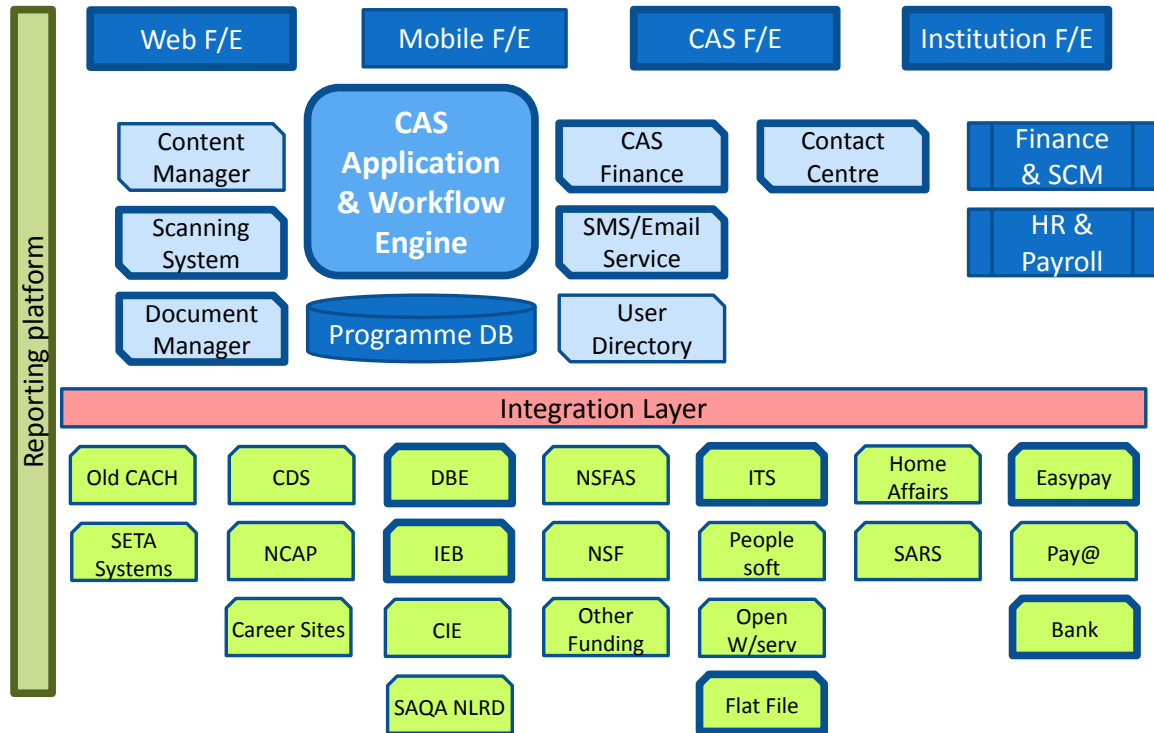 Reporting platform
Web F/E
Mobile F/E
CAS F/E
Institution F/E
Content
Manager
CAS
Application
& Workflow
Engine
CAS
Finance
Contact
Centre
Finance
& SCM
Scanning
System
SMS/Email
Service
HR &
Payroll
Document
Manager
Programme DB
User
Directory
Integration Layer
Old CACH
CDS
DBE
NSFAS
ITS
Home
Affairs
Easypay
SETA
Systems
NCAP
IEB
NSF
People
soft
SARS
Pay@
Career Sites
CIE
Other
Funding
Open
W/serv
Bank
SAQA NLRD
Flat File